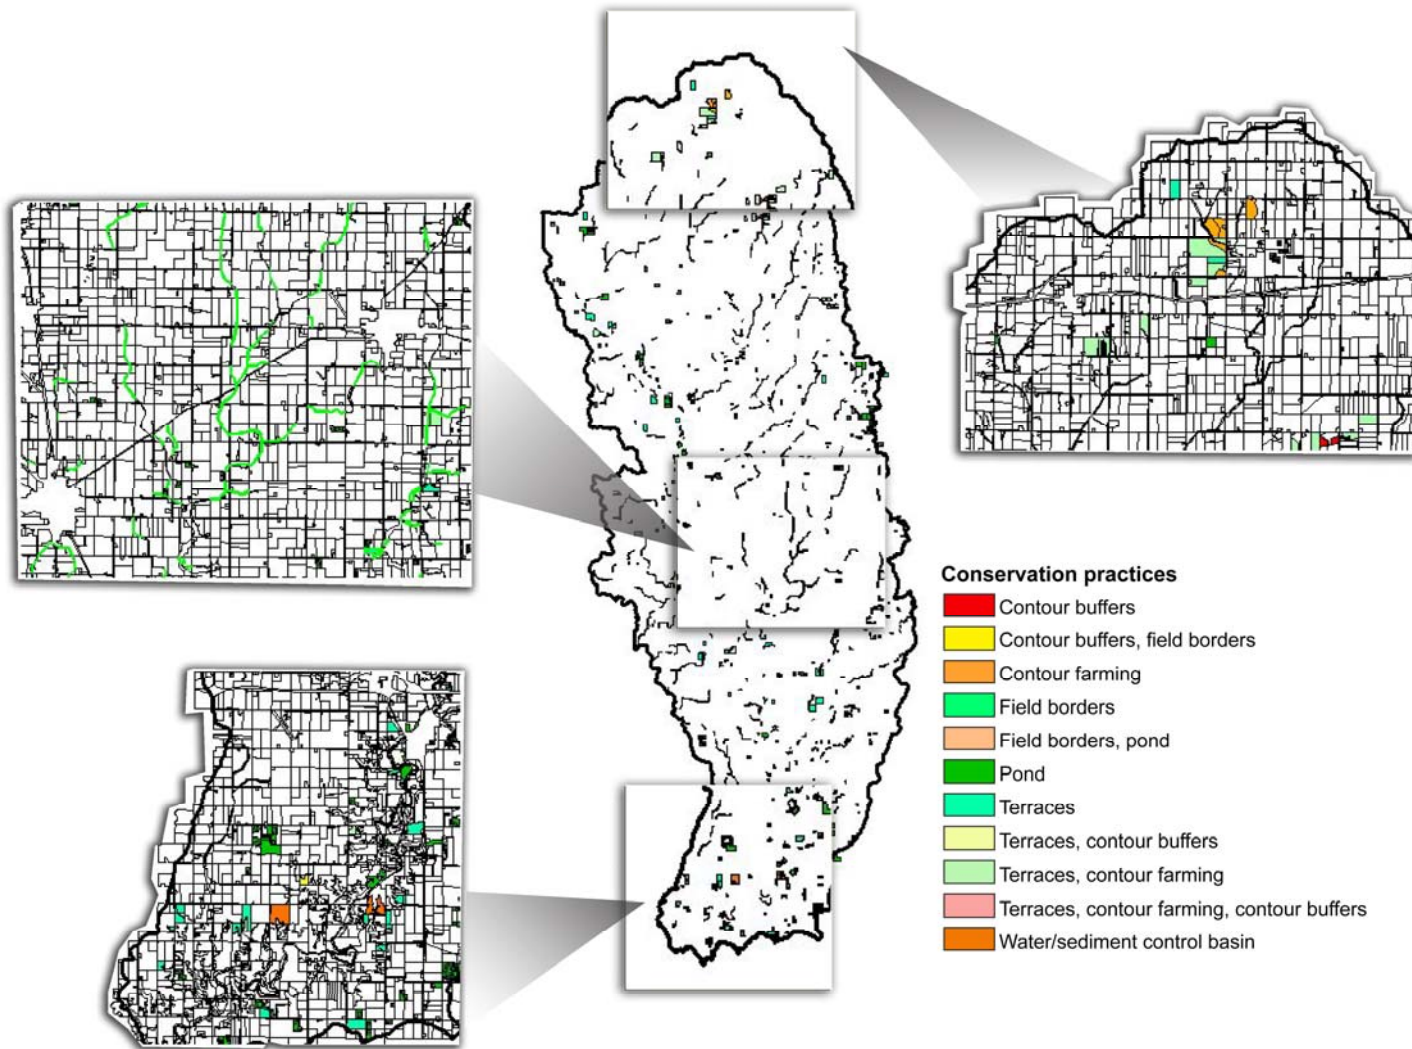 Conservation practices
Contour buffers
Contour buffers, field borders
Contour farming
Field borders
Field borders, pond
Pond
Terraces
Terraces, contour buffers
Terraces, contour farming
Terraces, contour farming, contour buffers
Water/sediment control basin